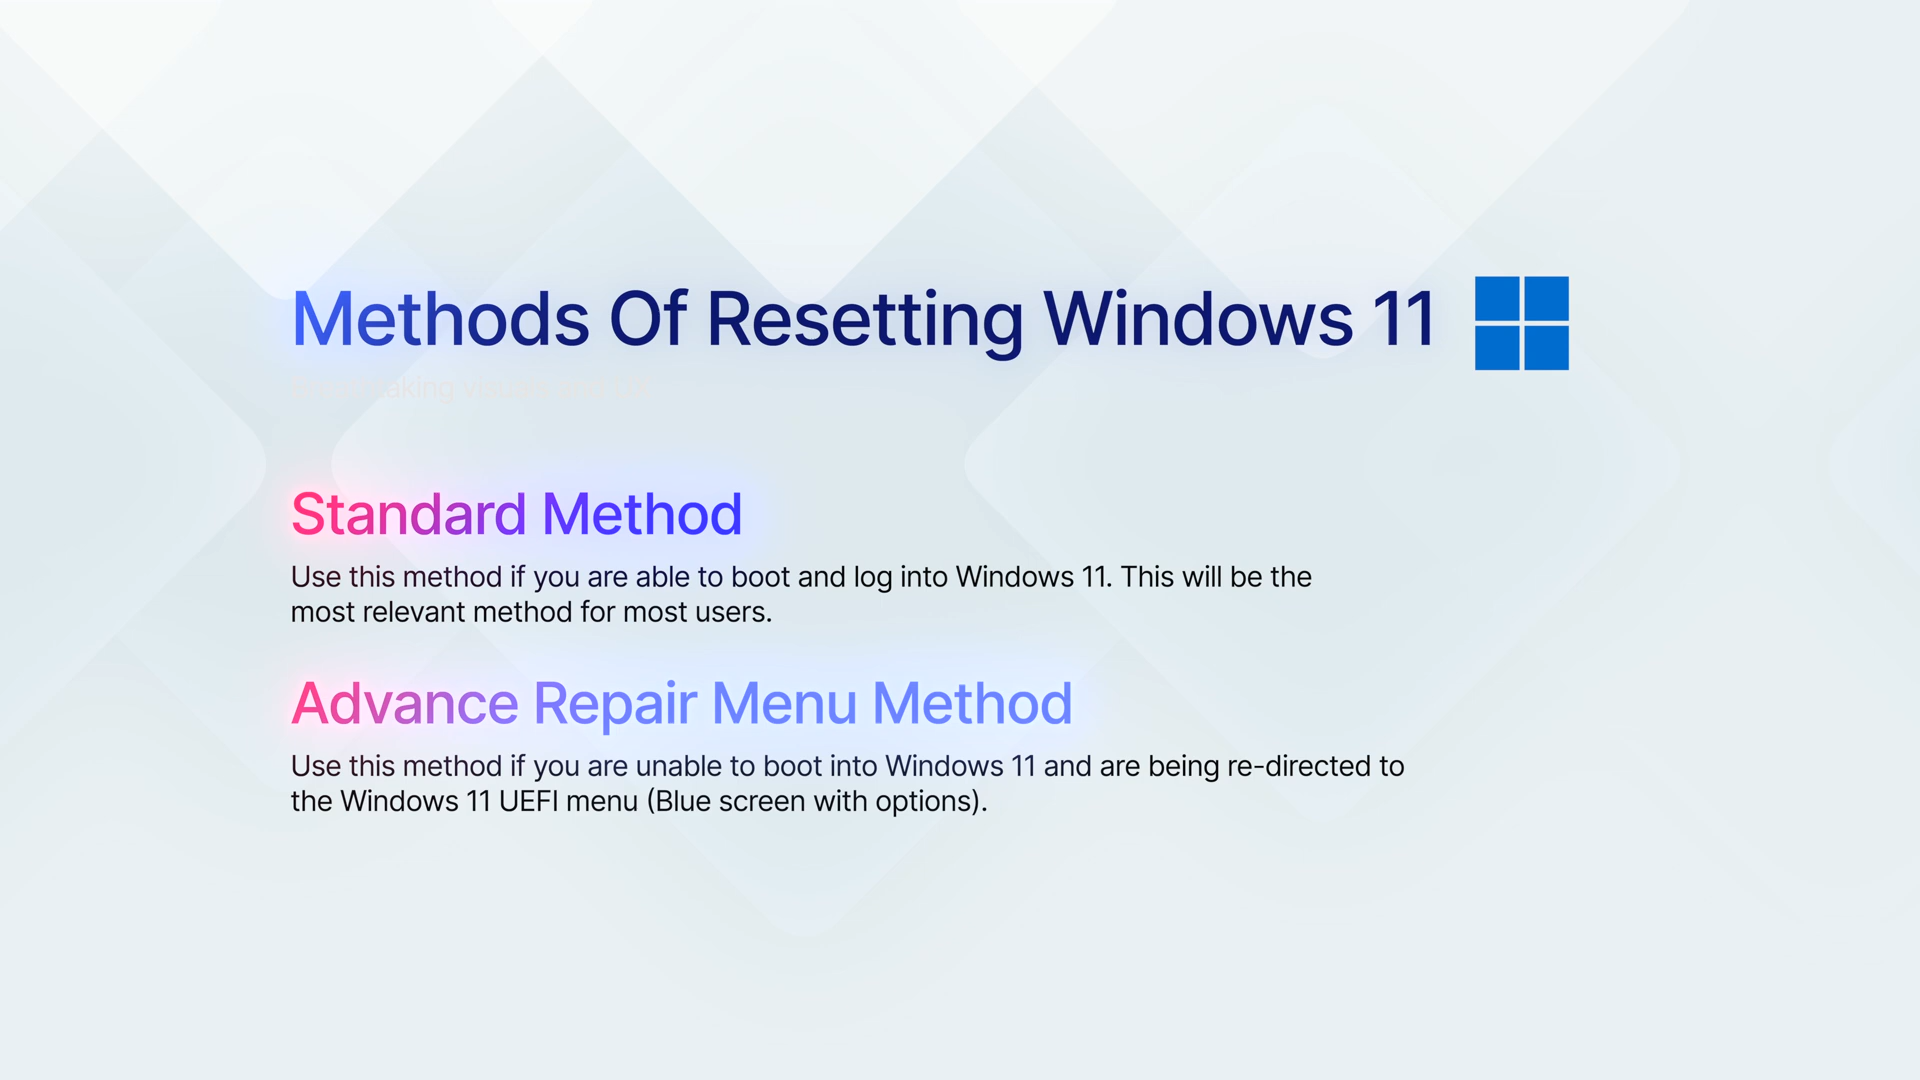 Methods Of Resetting Windows 11
Standard Method
Use this method if you are able to boot and log into Windows 11. This will be the
most relevant method for most users.
Advance Repair Menu Method
Use this method if you are unable to boot into Windows 11 and are being re-directed to
the Windows 11 UEFI menu (Blue screen with options).